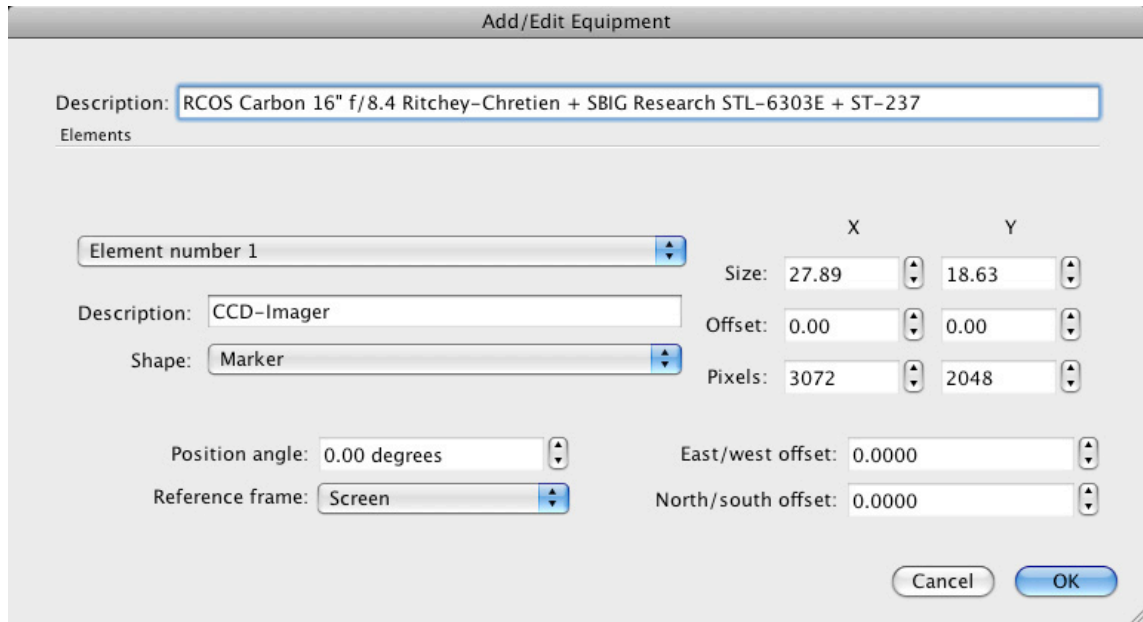 Add/Edit Equipment
Description: RCOS Carbon 16" f/8.4 Ritchey-Chretien + SBIG Research STL-6303E + ST-237
Elements
X Y
Element number 1
Size: 27.89 18.63
Description: CCD-Imager
Offset: 0.00 0.00
Shape: Marker
Pixels: 3072 2048
Position angle: 0.00 degrees East/west offset: 0.0000
Reference frame: Screen North/south offset: 0.0000
Cancel OK